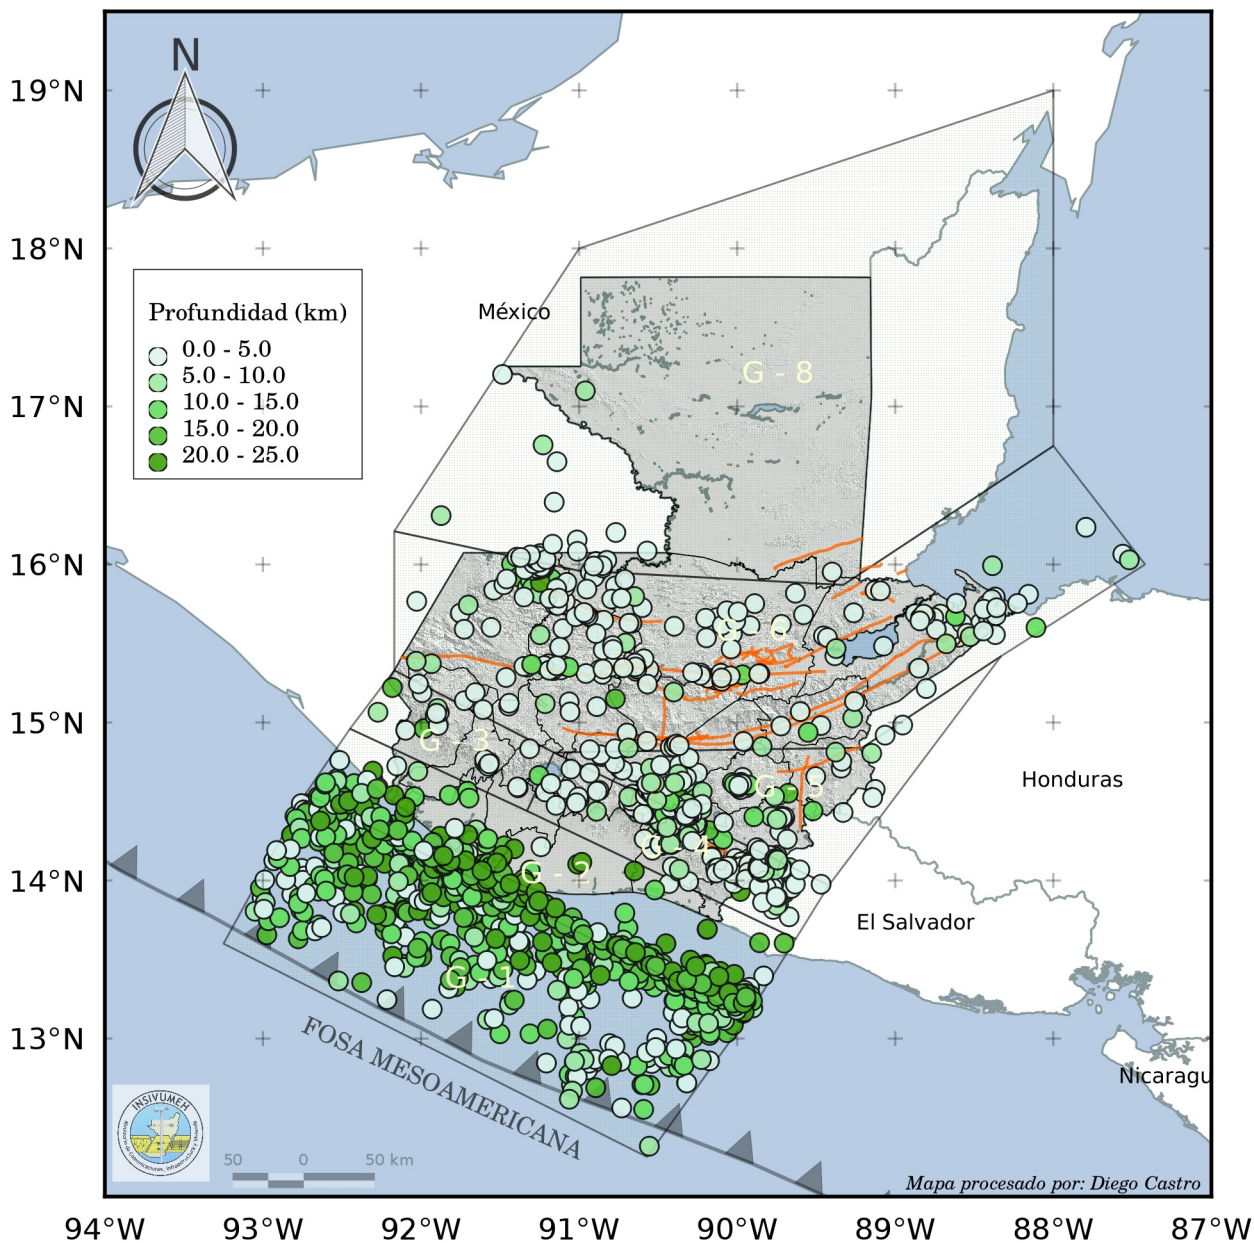 N
19°N
18°N
17°N
16°N
15°N
14°N
13°N
Profundidad (km)
0.0 - 5.0
5.0 - 10.0
10.0 - 15.0
15.0 - 20.0
20.0 - 25.0
México
G - 8
G - 6
G - 3
G - 5
G - 4
G - 2
G - 1
Honduras
El Salvador
Nicaragu
FOSA MESOAMERICANA
INSIVUMEH
50 0 50 km
Mapa procesado por: Diego Castro
94°W 93°W 92°W 91°W 90°W 89°W 88°W 87°W